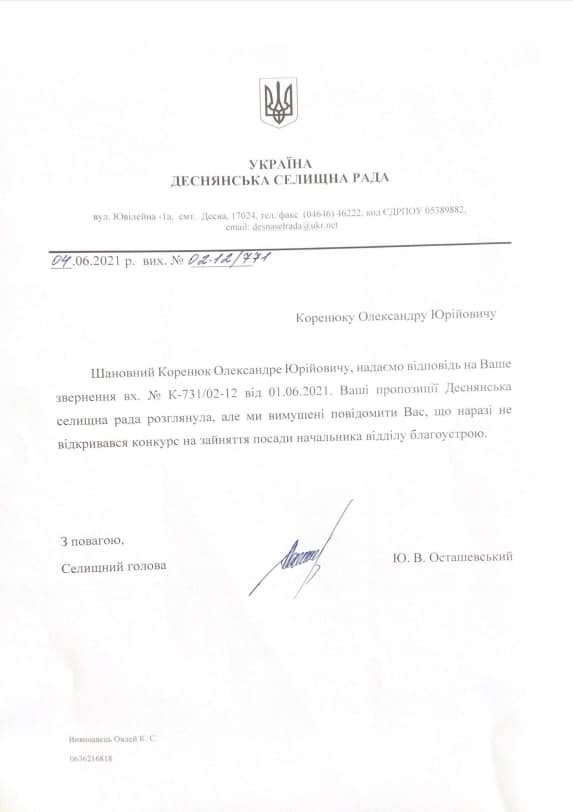 УКРАЇНА
ДЕСНЯНСЬКА СЕЛИЩНА РАДА
вул. Ювілейна -1а, смт. Десна, 17024, тел. факс (04646) 46222, код ЄДРПОУ 05389882,
email: desnaselrada@ukr.net
04.06.2021 р. вих. № 02-12/771
Коренюку Олександру Юрійовичу
Шановний Коренюк Олександре Юрійовичу, надаємо відповідь на Ваше
звернення вх. № К-731/02-12 від 01.06.2021. Ваші пропозиції Деснянська
селищна рада розглянула, але ми вимушені повідомити Вас, що наразі не
відкривався конкурс на зайняття посади начальника відділу благоустрою.
З повагою,
Селищний голова
Ю. В. Осташевський
Виконавець Овдей К. С.
0636216818